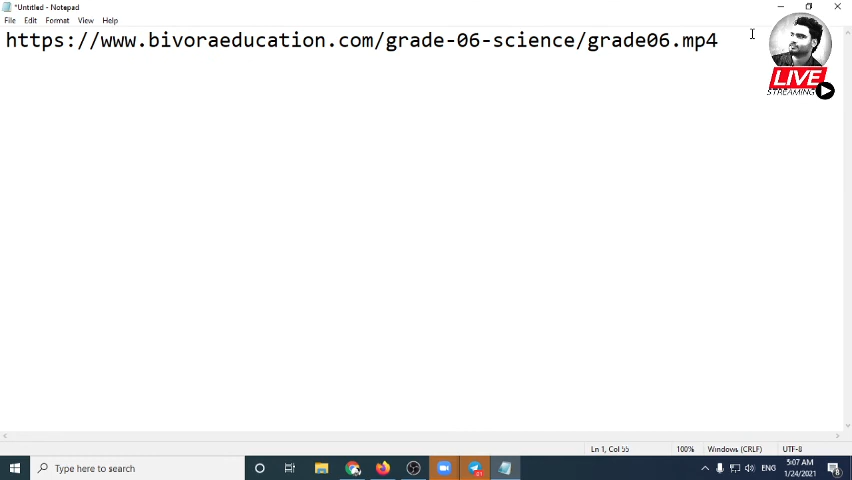 *Untitled - Notepad
File Edit Format View Help
https://www.bivoraeducation.com/grade-06-science/grade06.mp4
LIVE
STREAMING
Ln 1, Col 55 100% Windows (CRLF) UTF-8
Type here to search
ENG
5:07 AM
1/24/2021